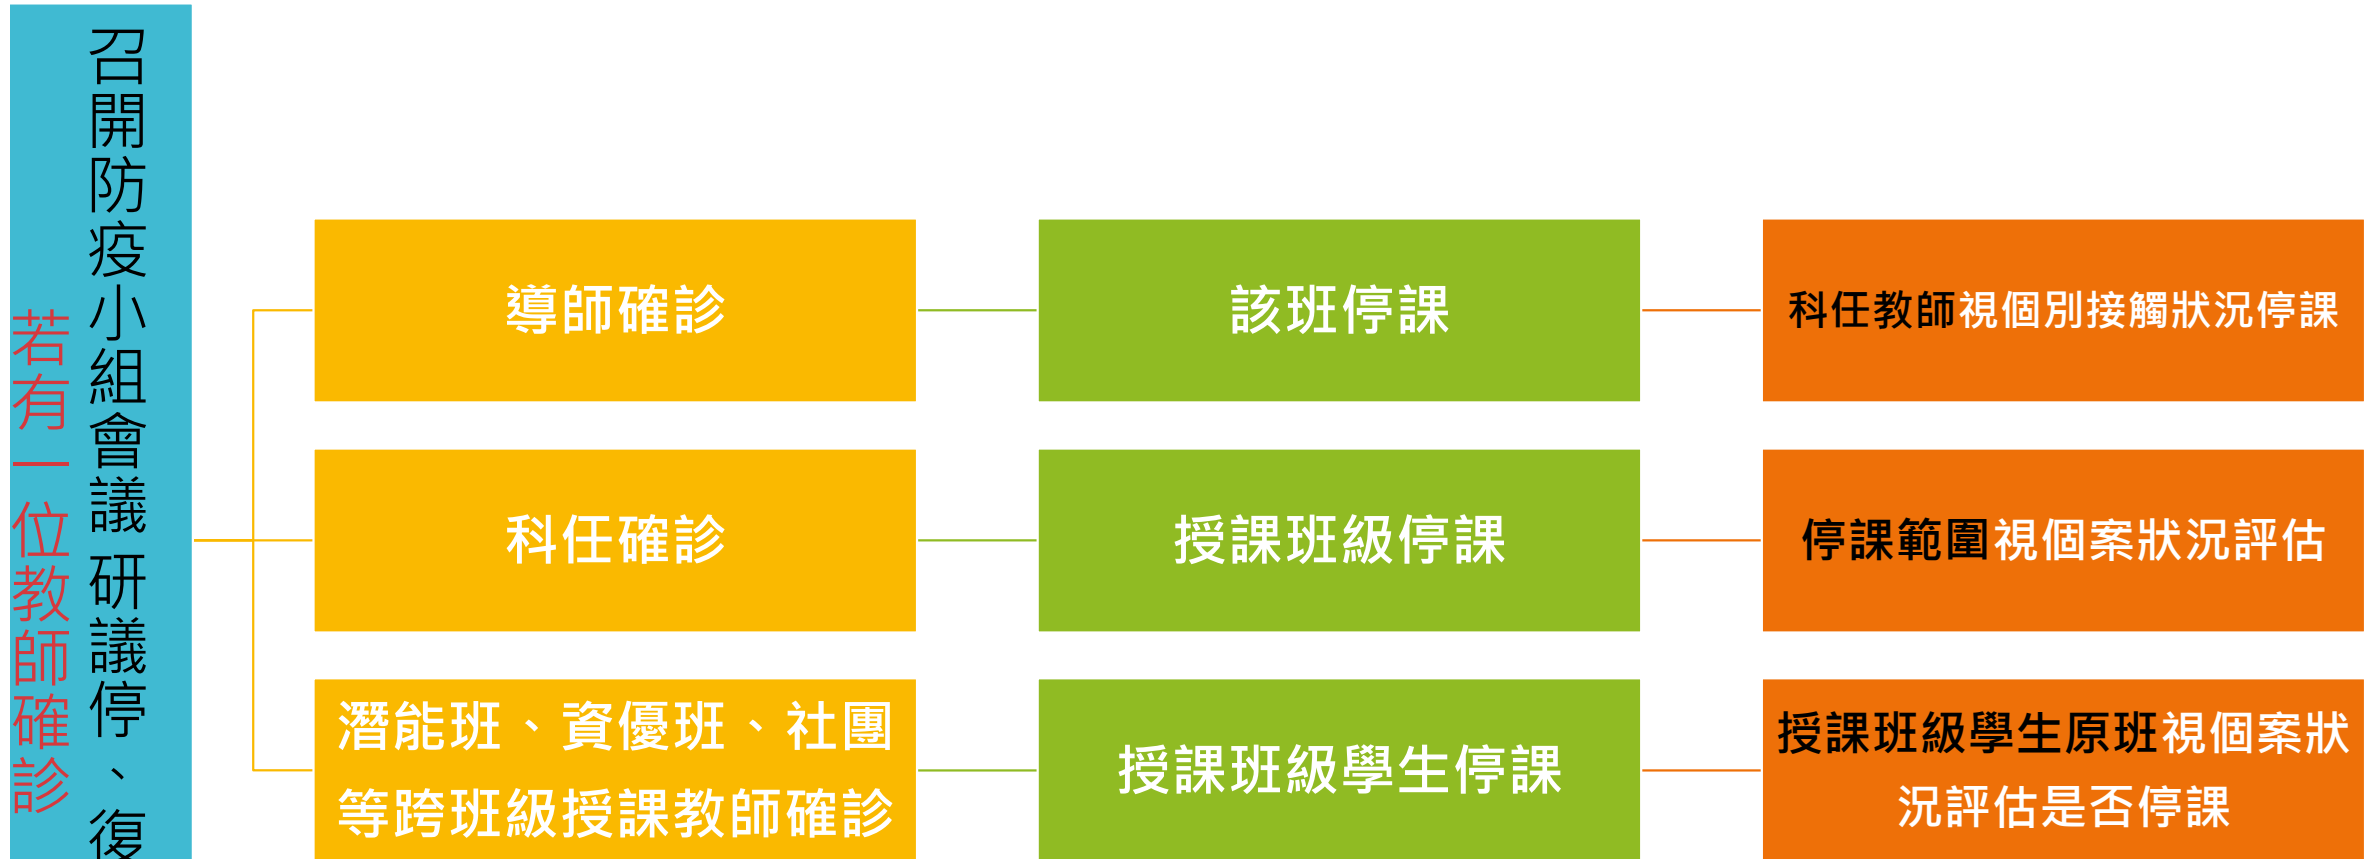 召開防疫小組會議研議停、復
若有一位教師確診
導師確診
該班停課
科任教師視個別接觸狀況停課
科任確診
授課班級停課
停課範圍視個案狀況評估
潛能班、資優班、社團
等跨班級授課教師確診
授課班級學生停課
授課班級學生原班視個案狀
況評估是否停課